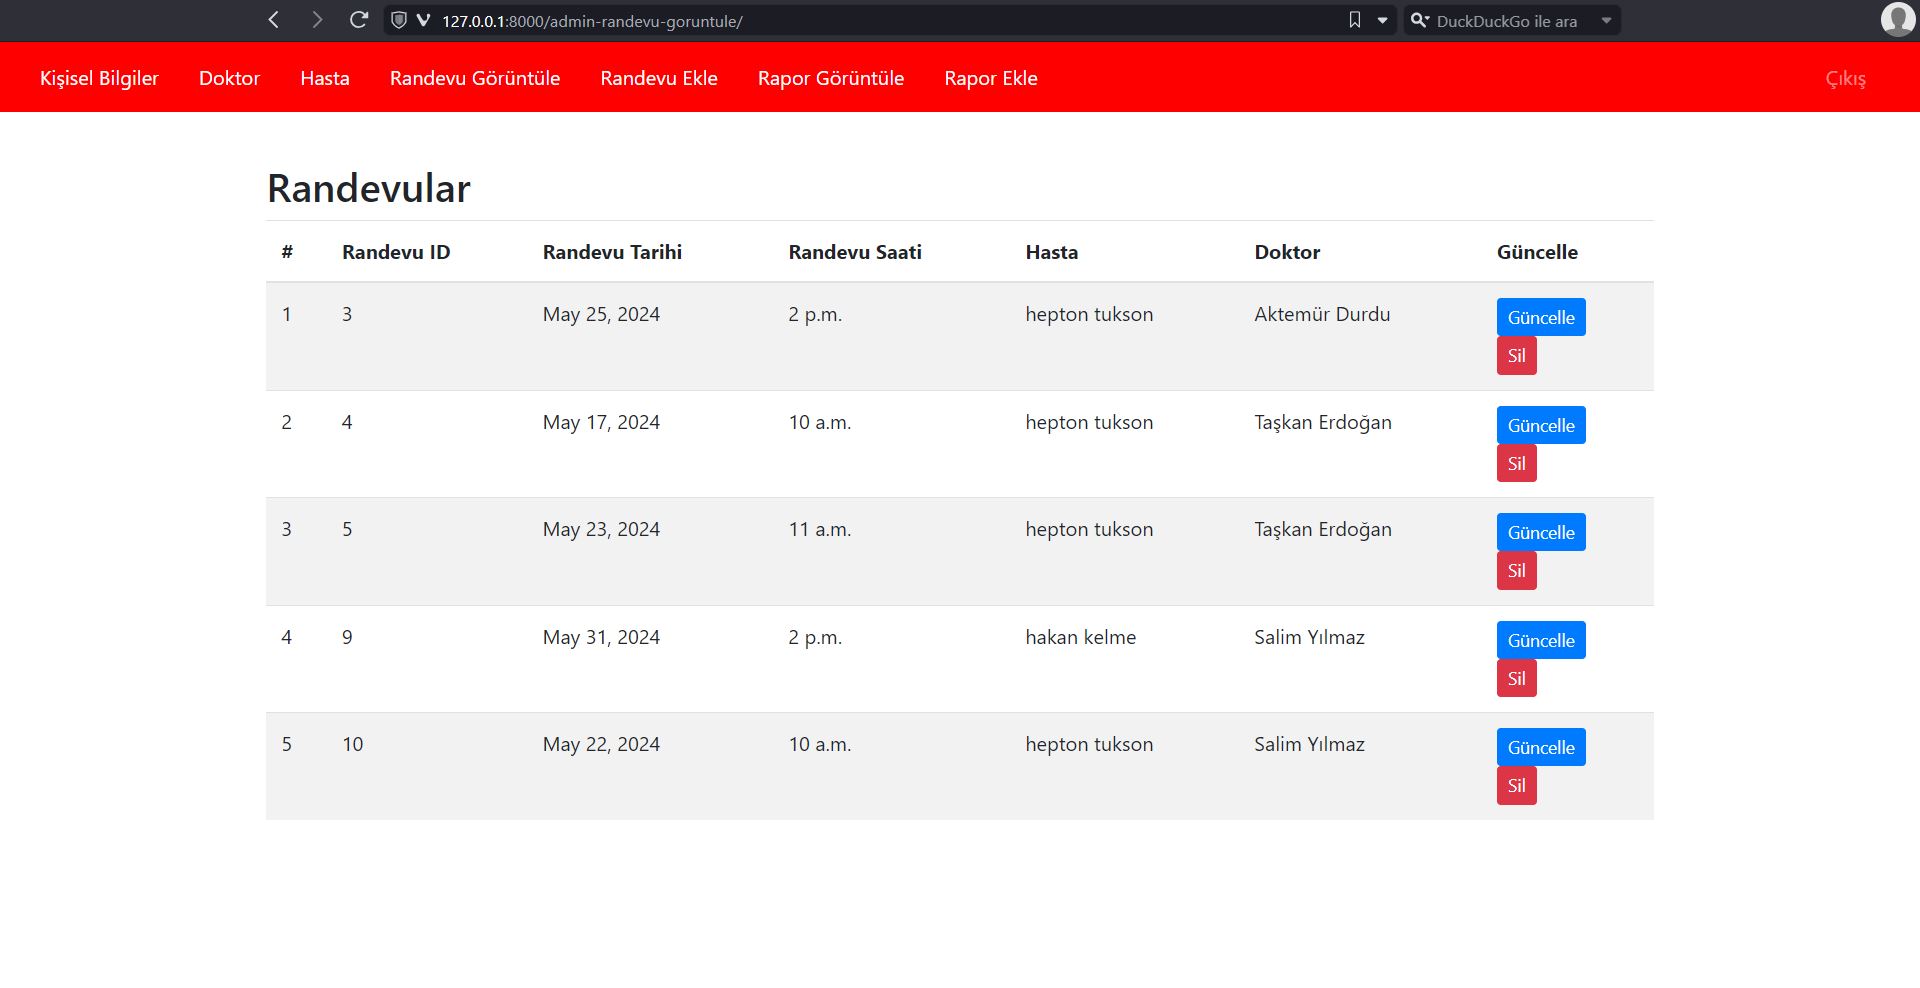 127.0.0.1:8000/admin-randevu-goruntule/ DuckDuckGo ile ara
Kişisel Bilgiler Doktor Hasta Randevu Görüntüle Randevu Ekle Rapor Görüntüle Rapor Ekle Çıkış
Randevular
# Randevu ID Randevu Tarihi Randevu Saati Hasta Doktor Güncelle
1 3 May 25, 2024 2 p.m. hepton tukson Aktemür Durdu Güncelle
Sil
2 4 May 17, 2024 10 a.m. hepton tukson Taşkan Erdoğan Güncelle
Sil
3 5 May 23, 2024 11 a.m. hepton tukson Taşkan Erdoğan Güncelle
Sil
4 9 May 31, 2024 2 p.m. hakan kelme Salim Yılmaz Güncelle
Sil
5 10 May 22, 2024 10 a.m. hepton tukson Salim Yılmaz Güncelle
Sil